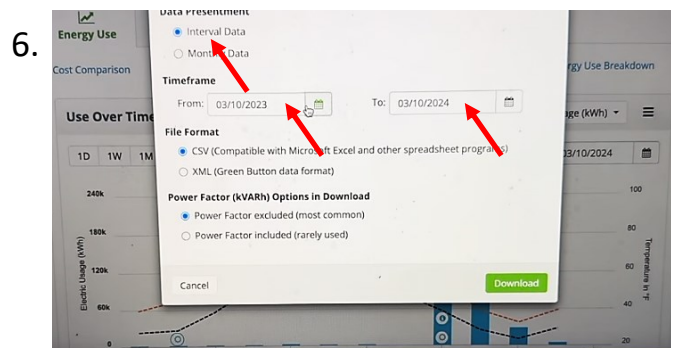 6.
Data Presentment
Energy Use
Interval Data
Monthly Data
Cost Comparison
rgy Use Breakdown
Timeframe
From: 03/10/2023 To: 03/10/2024
Use Over Time
age (kWh)
File Format
CSV (Compatible with Microsoft Excel and other spreadsheet programs)
1D 1W 1M
03/10/2024
XML (Green Button data format)
240k
100
Power Factor (kVARh) Options in Download
Power Factor excluded (most common)
180k
80
Power Factor included (rarely used)
Electric Usage (kWh)
Temperature in °F
120k
60
Cancel Download
60k
40
0
20